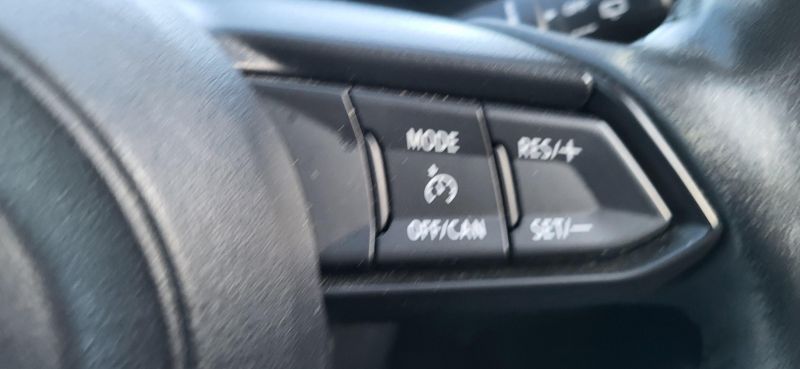 MODE
OFF/CAN
RES/+
SET/−